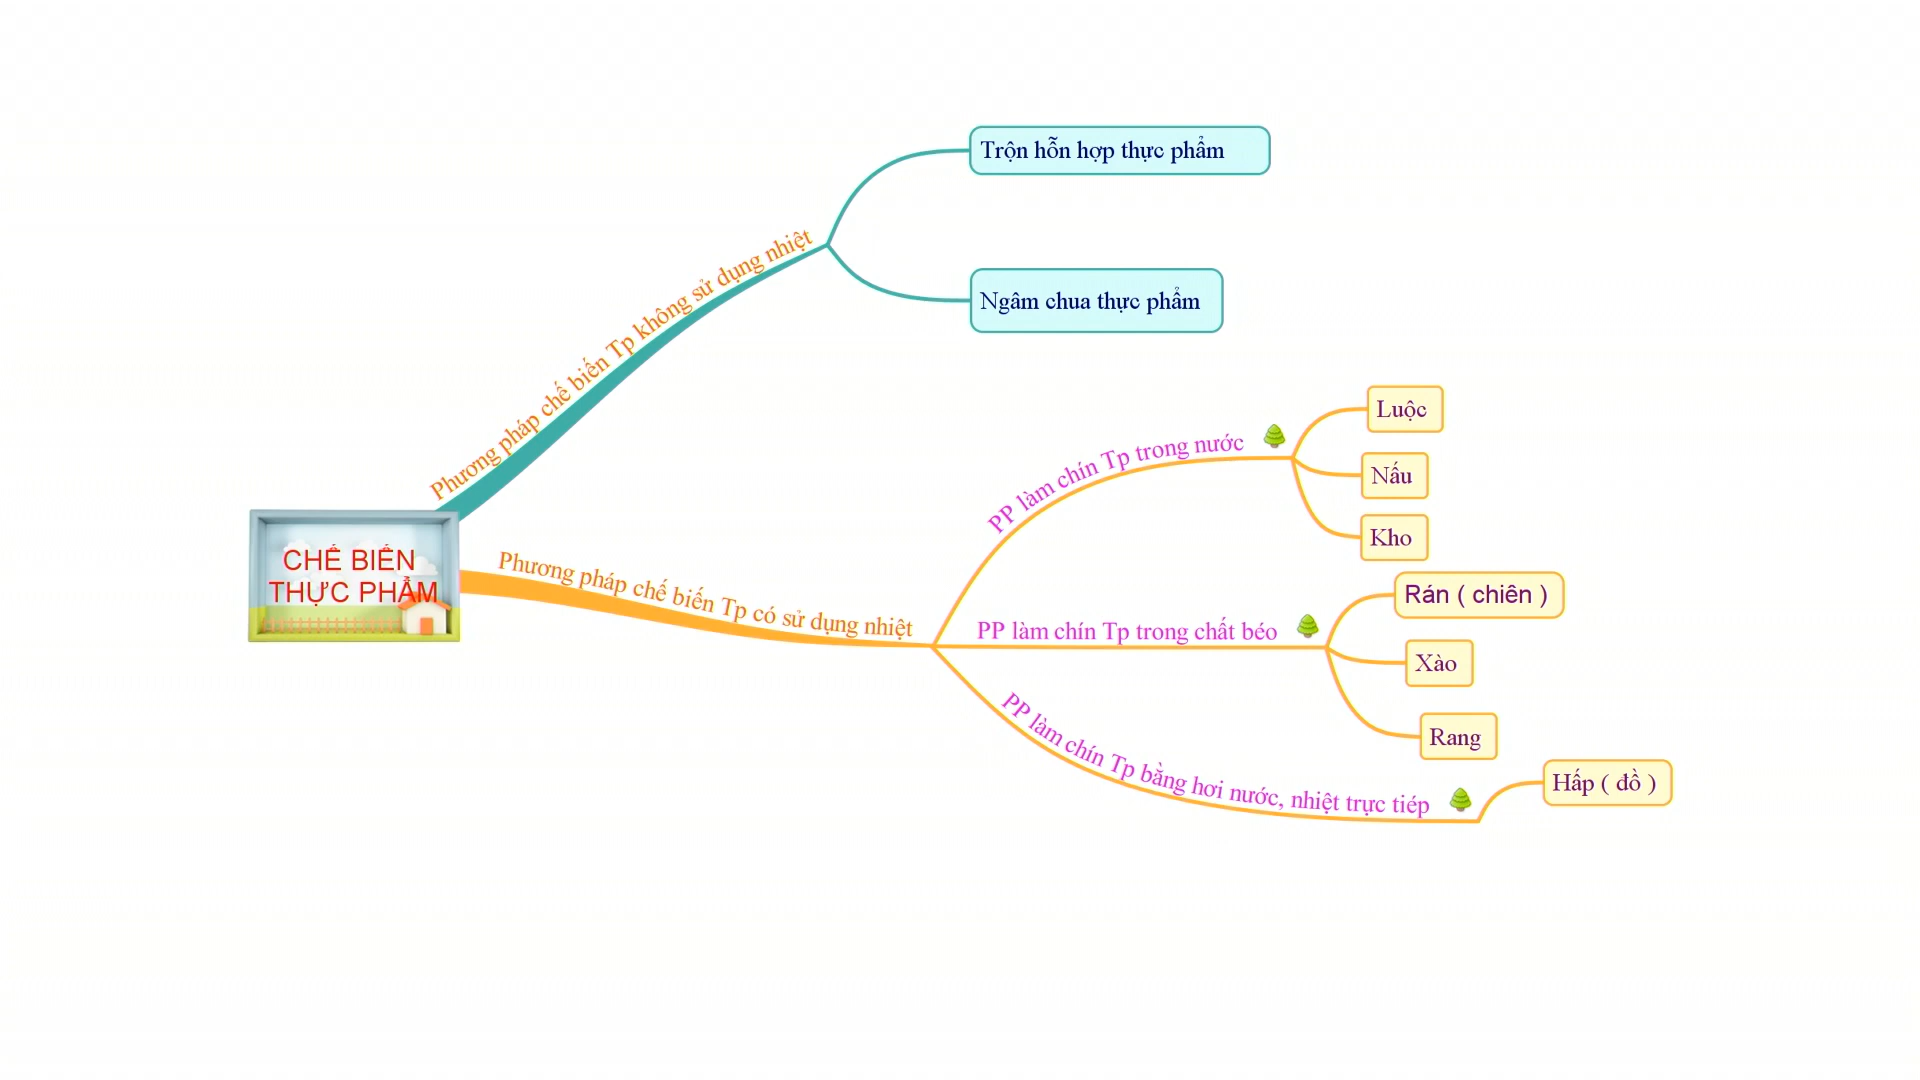 Trộn hỗn hợp thực phẩm
Phương pháp chế biến Tp không sử dụng nhiệt
Ngâm chua thực phẩm
CHẾ BIẾN
THỰC PHẨM
Phương pháp chế biến Tp có sử dụng nhiệt
PP làm chín Tp trong nước
Luộc
Nấu
Kho
PP làm chín Tp trong chất béo
Rán ( chiên )
Xào
Rang
PP làm chín Tp bằng hơi nước, nhiệt trực tiép
Hấp ( đồ )